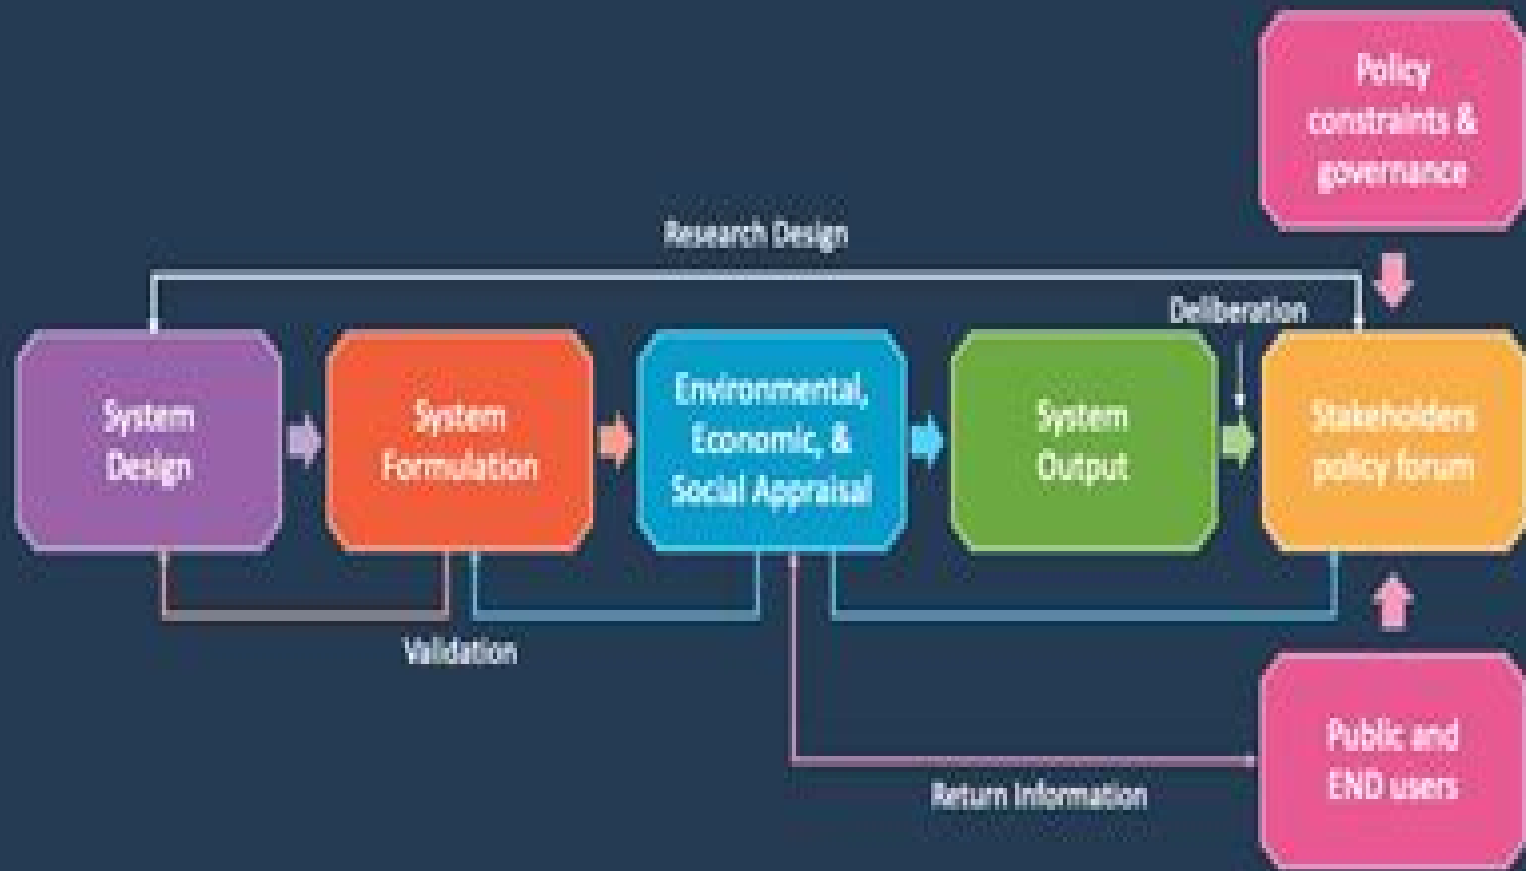 Policy
constraints &
governance
Research Design
Deliberation
System
Design
System
Formulation
Environmental,
Economic, &
Social Appraisal
System
Output
Stakeholders
policy forum
Validation
Return Information
Public and
END users